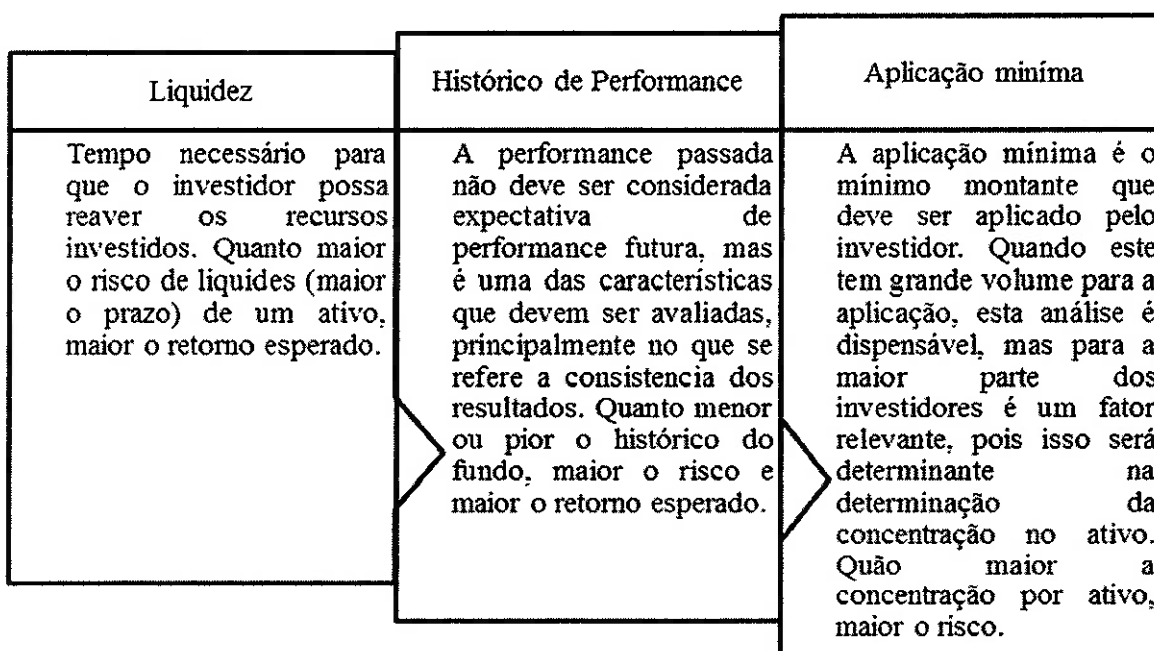 Liquidez
Tempo necessário para
que o investidor possa
reaver os recursos
investidos. Quanto maior
o risco de liquides (maior
o prazo) de um ativo,
maior o retorno esperado.
Histórico de Performance
A performance passada
não deve ser considerada
expectativa de
performance futura, mas
é uma das características
que devem ser avaliadas,
principalmente no que se
refere a consistencia dos
resultados. Quanto menor
ou pior o histórico do
fundo, maior o risco e
maior o retorno esperado.
Aplicação miníma
A aplicação mínima é o
mínimo montante que
deve ser aplicado pelo
investidor. Quando este
tem grande volume para a
aplicação, esta análise é
dispensável, mas para a
maior parte dos
investidores é um fator
relevante, pois isso será
determinante na
determinação da
concentração no ativo.
Quão maior a
concentração por ativo,
maior o risco.